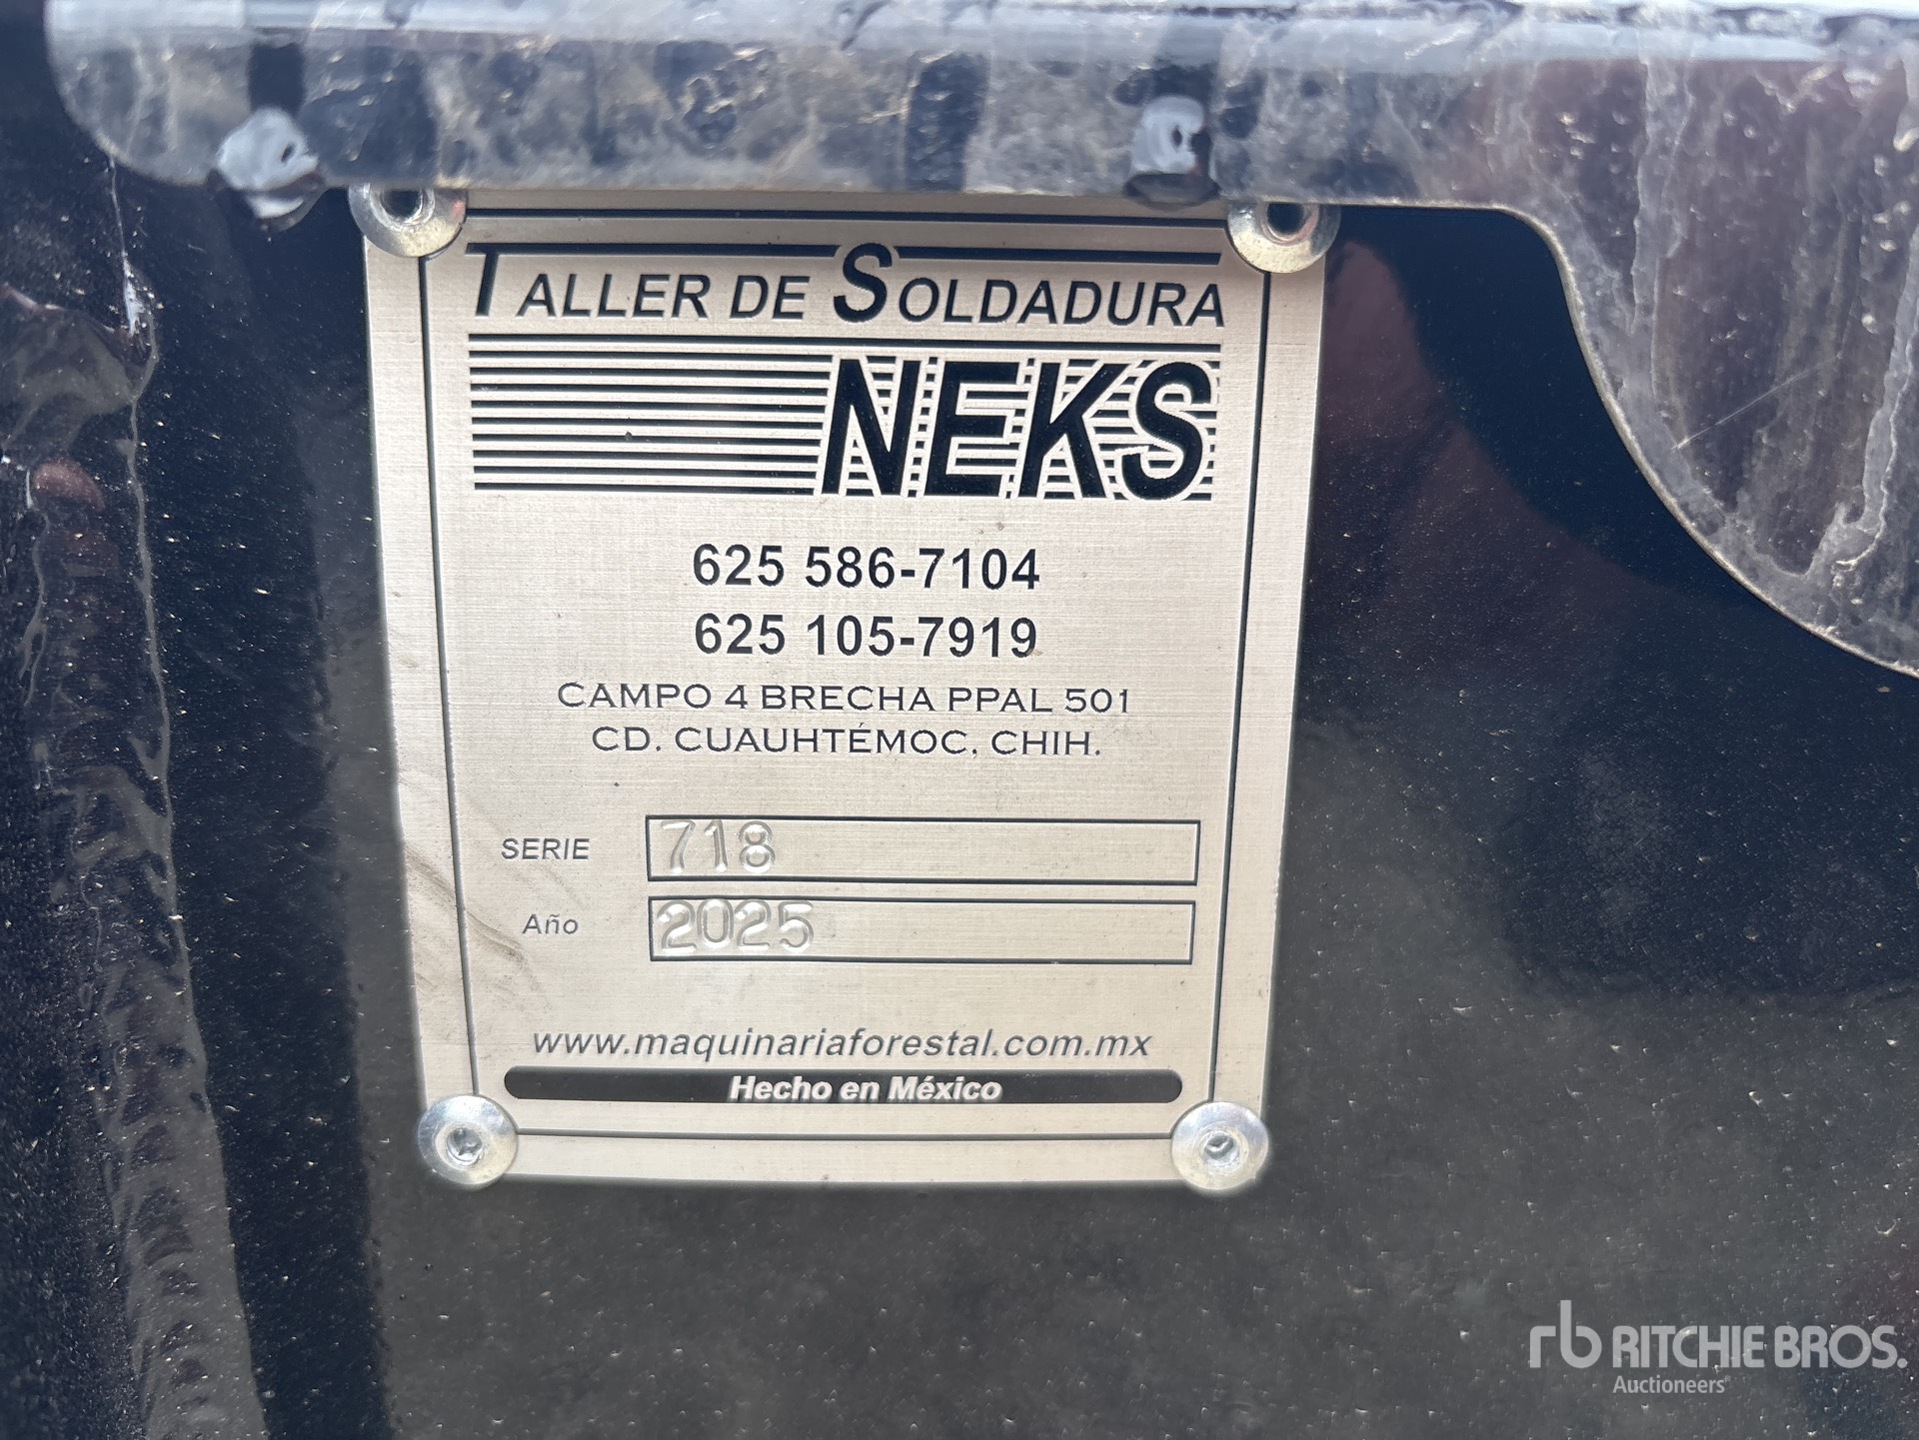 TALLER DE SOLDADURA
NEKS
625 586-7104
625 105-7919
CAMPO 4 BRECHA PPAL 501
CD. CUAUHTÉMOC, CHIH.
SERIE 718
Año 2025
www.maquinariaforestal.com.mx
Hecho en México
rb RITCHIE BROS.
Auctioneers